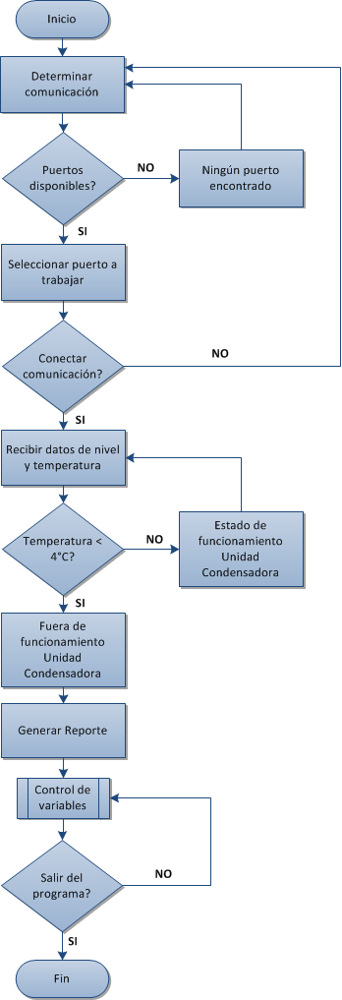 Inicio
Determinar
comunicación
Puertos
disponibles?
NO
Ningún puerto
encontrado
SI
Seleccionar puerto a
trabajar
Conectar
comunicación?
NO
SI
Recibir datos de nivel
y temperatura
Temperatura <
4°C?
NO
Estado de
funcionamiento
Unidad
Condensadora
SI
Fuera de
funcionamiento
Unidad
Condensadora
Generar Reporte
Control de
variables
Salir del
programa?
NO
SI
Fin